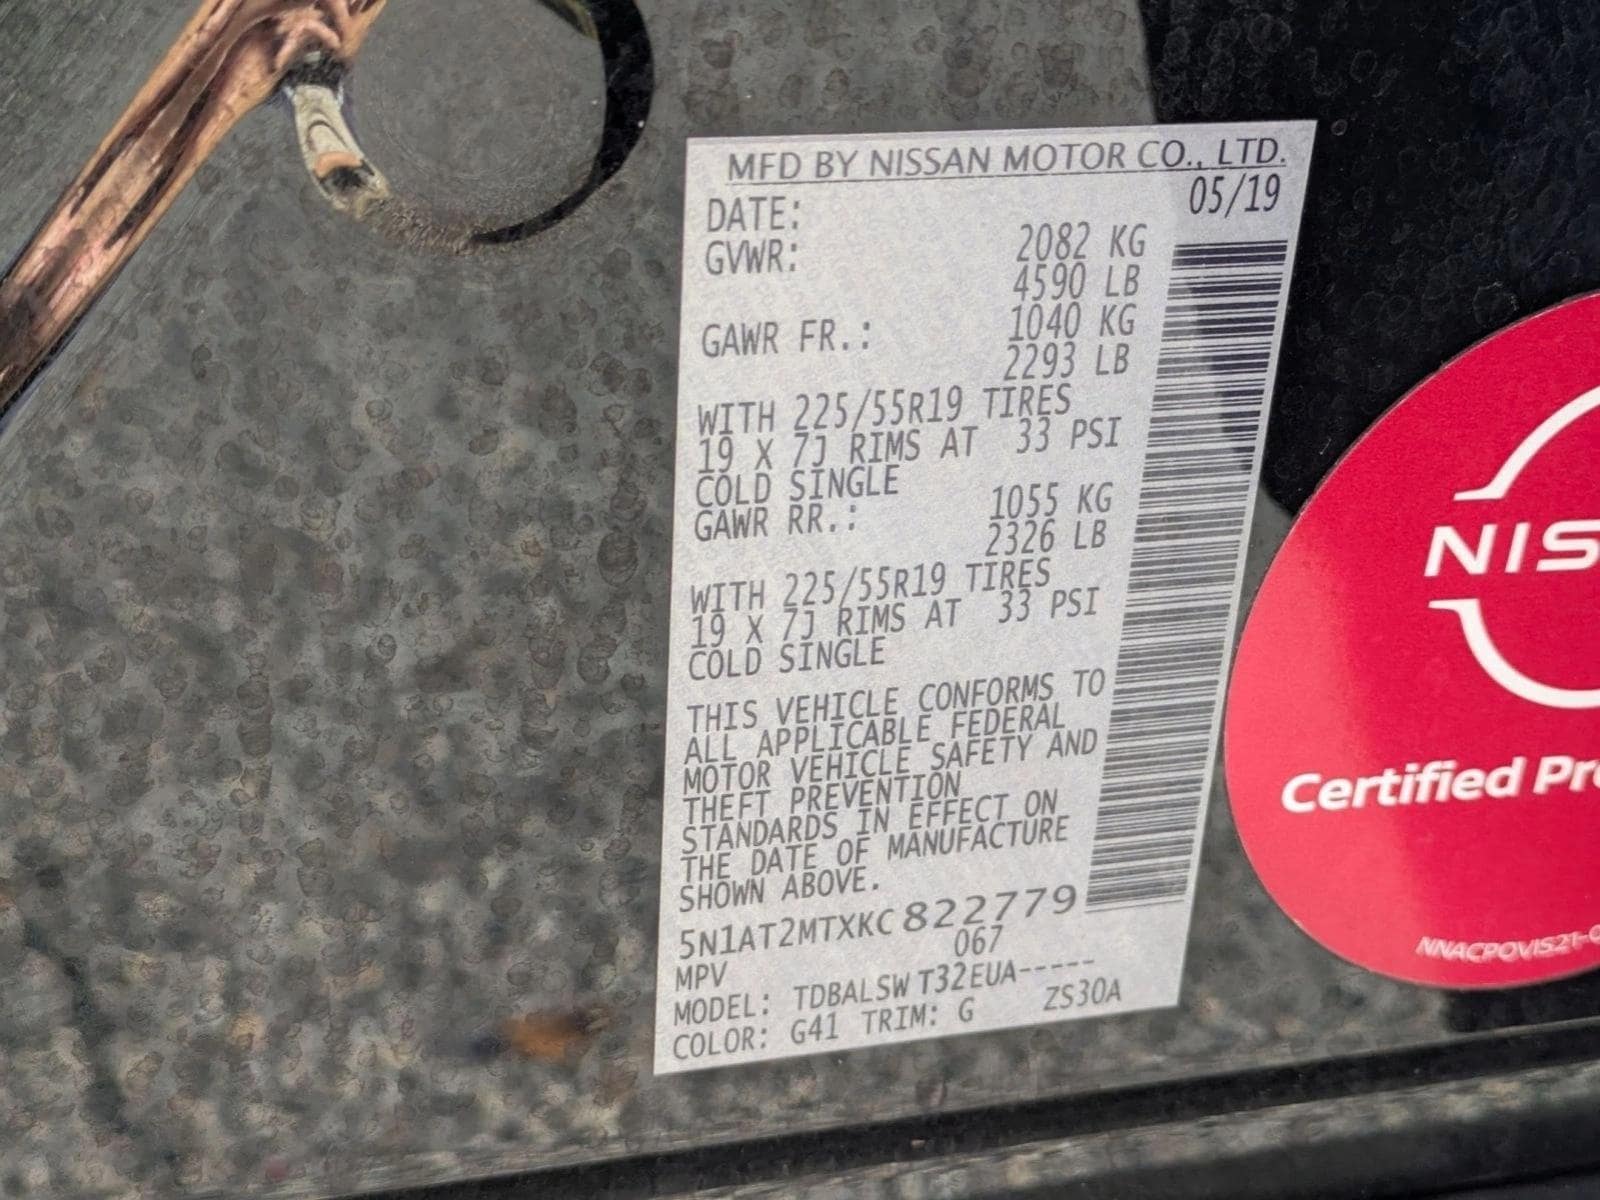 MFD BY NISSAN MOTOR CO., LTD.
DATE: 05/19
GVWR: 2082 KG
4590 LB
GAWR FR.: 1040 KG
2293 LB
WITH 225/55R19 TIRES
19 X 7J RIMS AT 33 PSI
COLD SINGLE
GAWR RR.: 1055 KG
2326 LB
WITH 225/55R19 TIRES
19 X 7J RIMS AT 33 PSI
COLD SINGLE
THIS VEHICLE CONFORMS TO
ALL APPLICABLE FEDERAL
MOTOR VEHICLE SAFETY AND
THEFT PREVENTION
STANDARDS IN EFFECT ON
THE DATE OF MANUFACTURE
SHOWN ABOVE.
5N1AT2MTXKC822779
067
MPV
MODEL: TDBALSWT32EUA-----
COLOR: G41 TRIM: G ZS30A
NIS
Certified Pr
NNACPOVIS21-